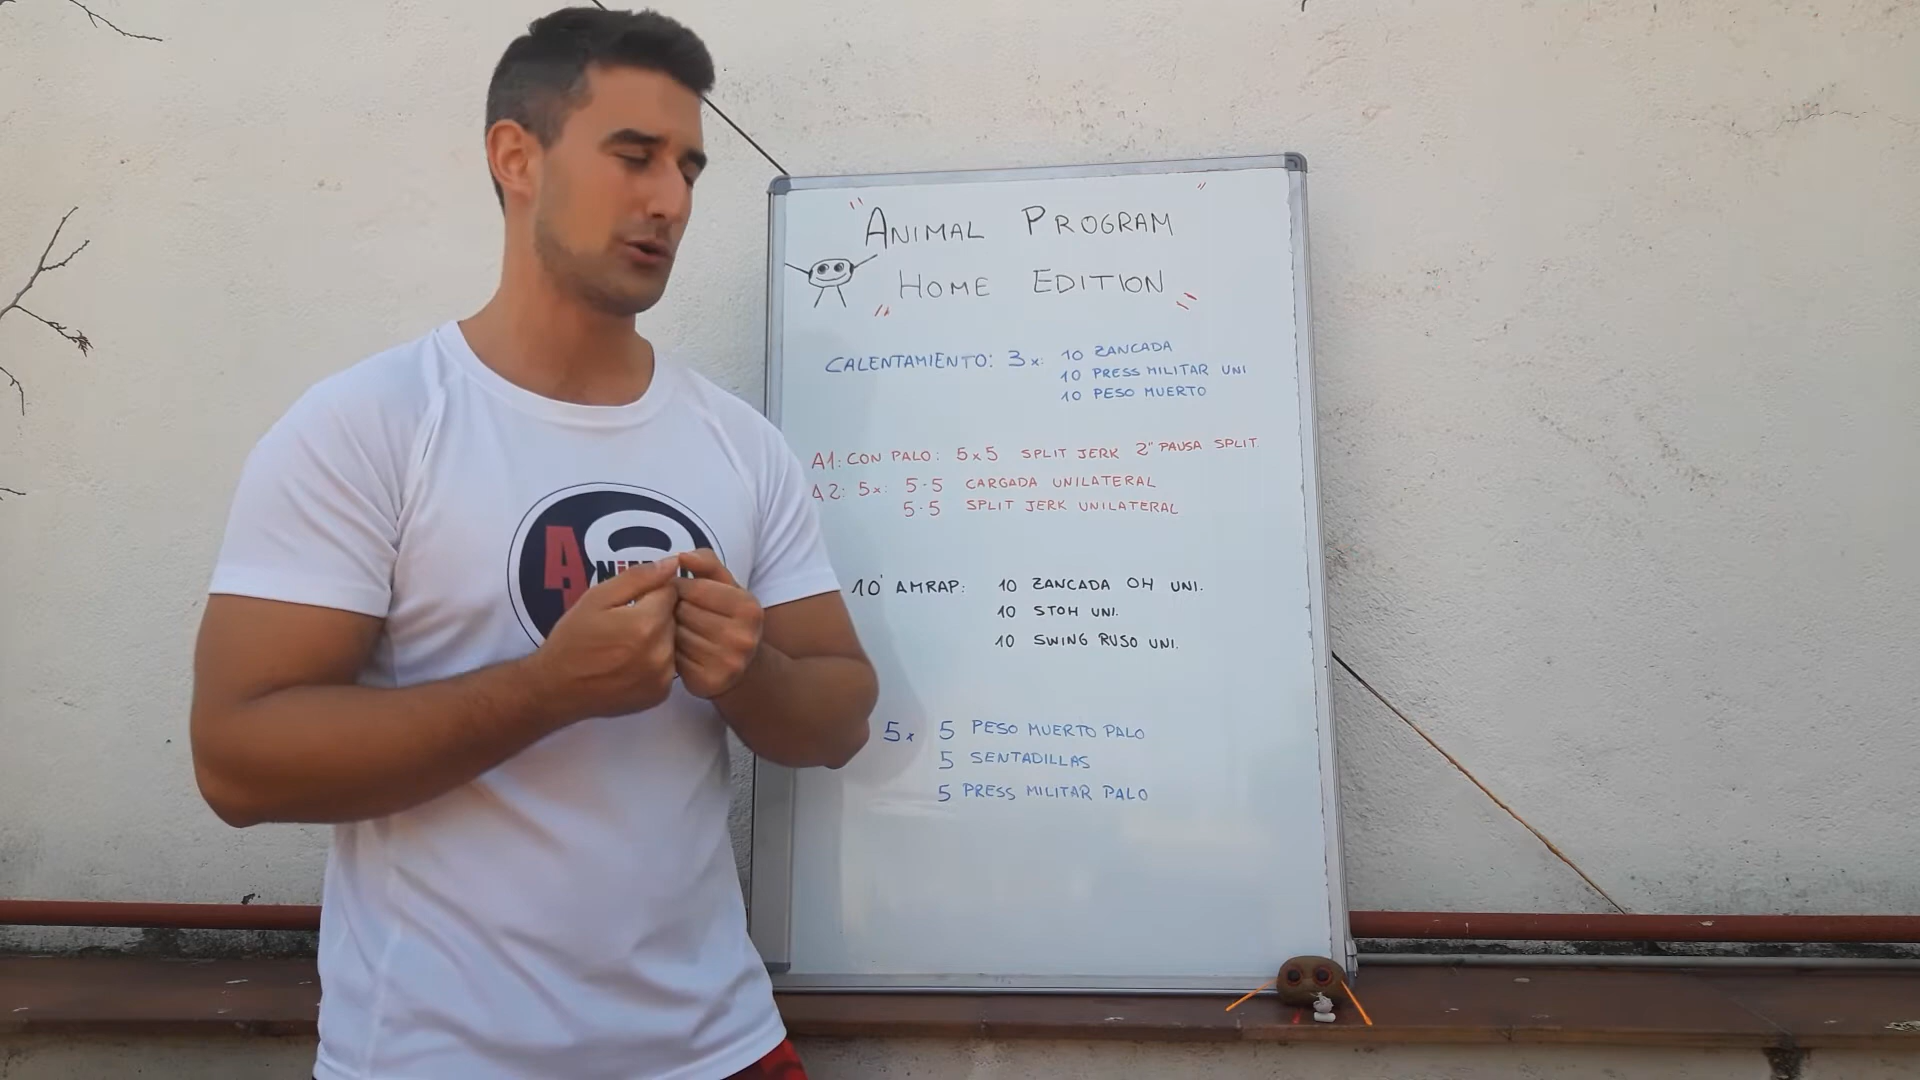 "ANIMAL PROGRAM"
"HOME EDITION"
CALENTAMIENTO: 3x: 10 ZANCADA
10 PRESS MILITAR UNI
10 PESO MUERTO
A1: CON PALO: 5x5 SPLIT JERK 2" PAUSA SPLIT
A2: 5x: 5-5 CARGADA UNILATERAL
5-5 SPLIT JERK UNILATERAL
10' AMRAP: 10 ZANCADA OH UNI.
10 STOH UNI.
10 SWING RUSO UNI.
5x 5 PESO MUERTO PALO
5 SENTADILLAS
5 PRESS MILITAR PALO